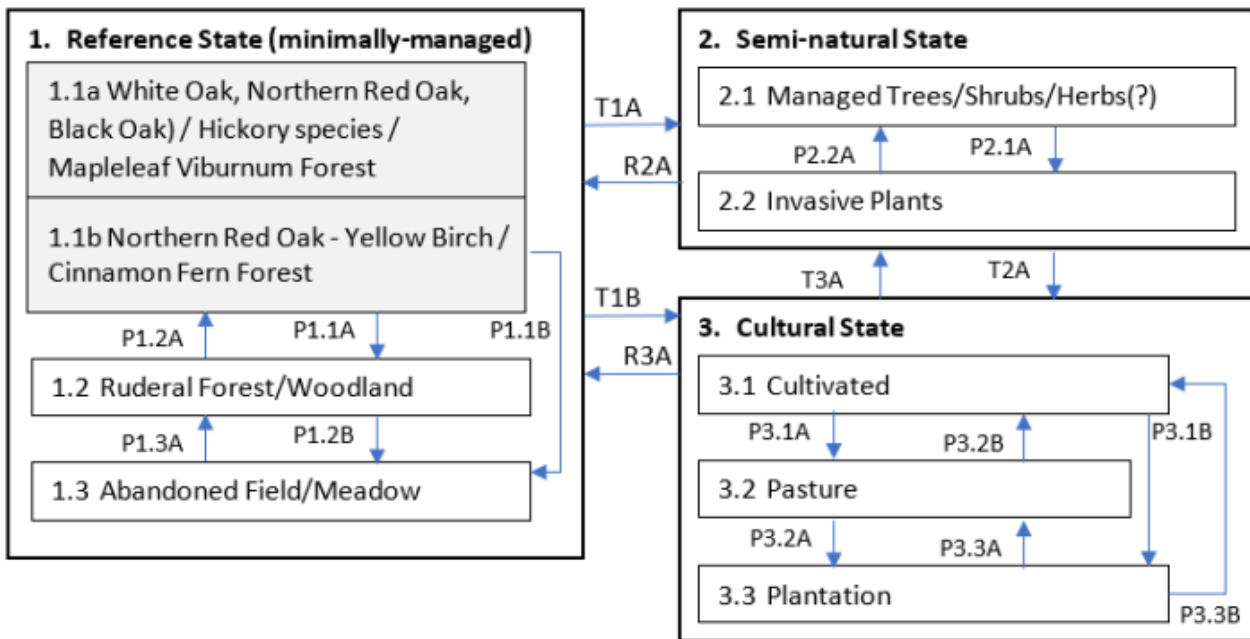 1. Reference State (minimally-managed)
1.1a White Oak, Northern Red Oak,
Black Oak) / Hickory species /
Mapleleaf Viburnum Forest
1.1b Northern Red Oak - Yellow Birch /
Cinnamon Fern Forest
P1.2A
P1.1A
P1.1B
1.2 Ruderal Forest/Woodland
P1.3A
P1.2B
1.3 Abandoned Field/Meadow
T1A
R2A
T1B
R3A
2. Semi-natural State
2.1 Managed Trees/Shrubs/Herbs(?)
P2.2A
P2.1A
2.2 Invasive Plants
T3A
T2A
3. Cultural State
3.1 Cultivated
P3.1A
P3.2B
P3.1B
3.2 Pasture
P3.2A
P3.3A
3.3 Plantation
P3.3B